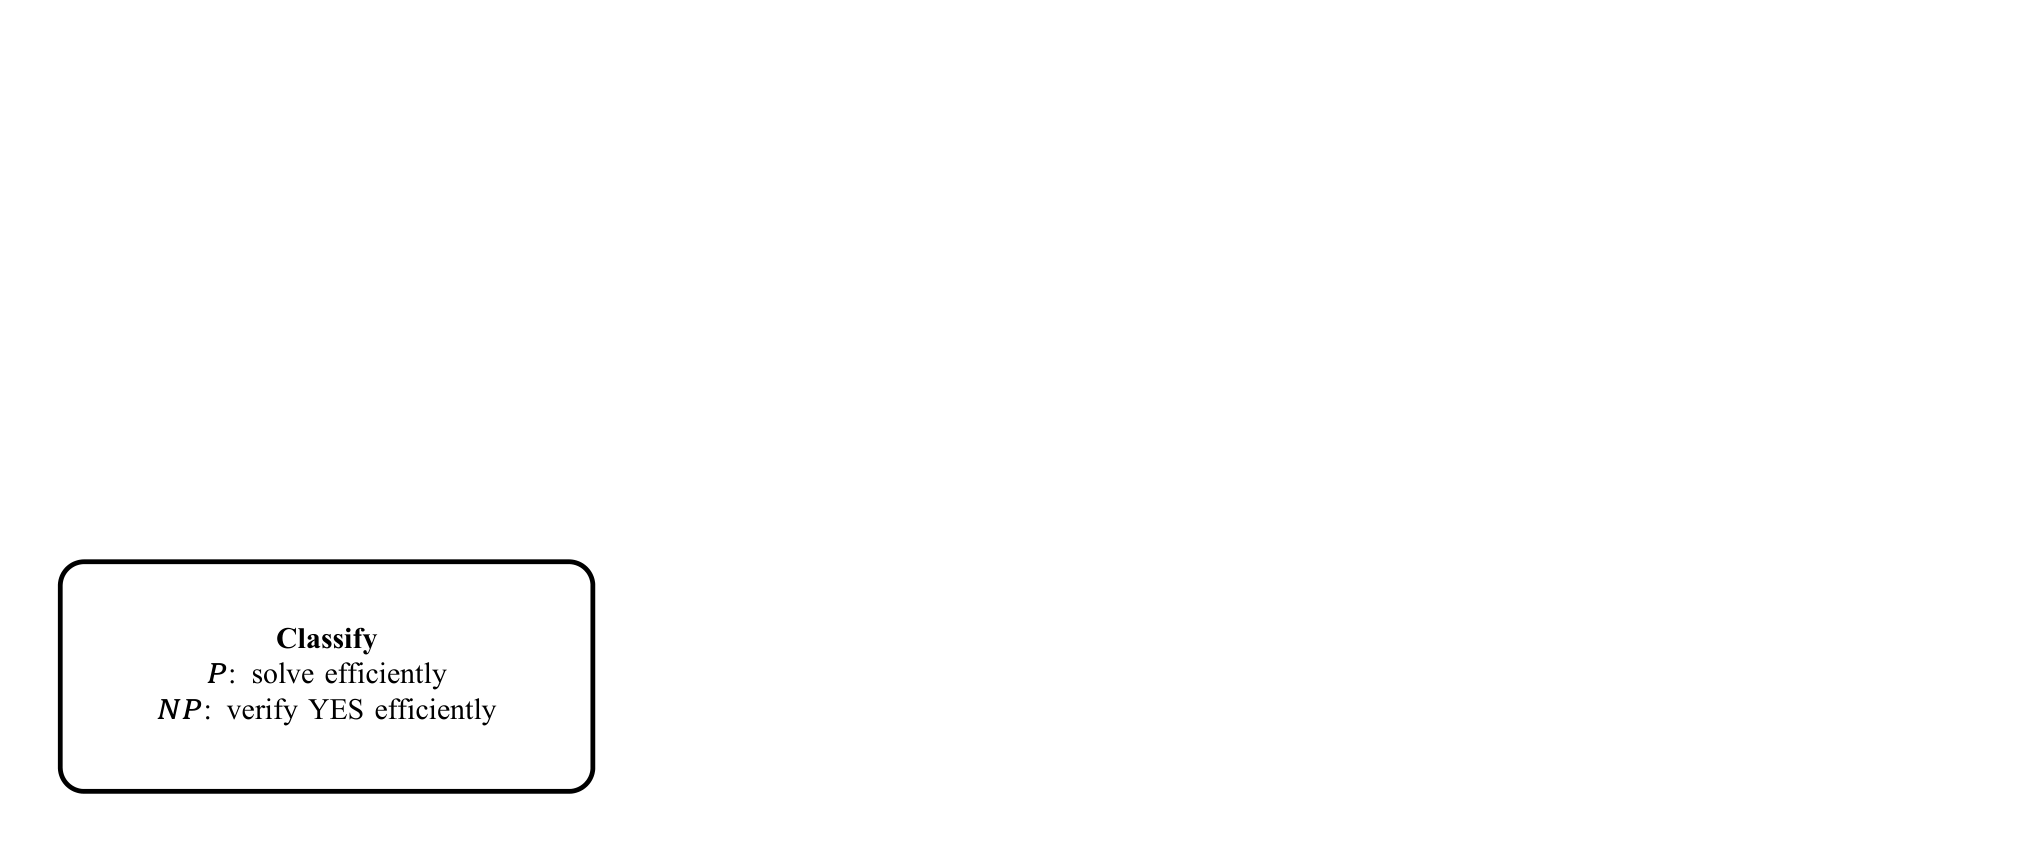 Classify
P: solve efficiently
NP: verify YES efficiently